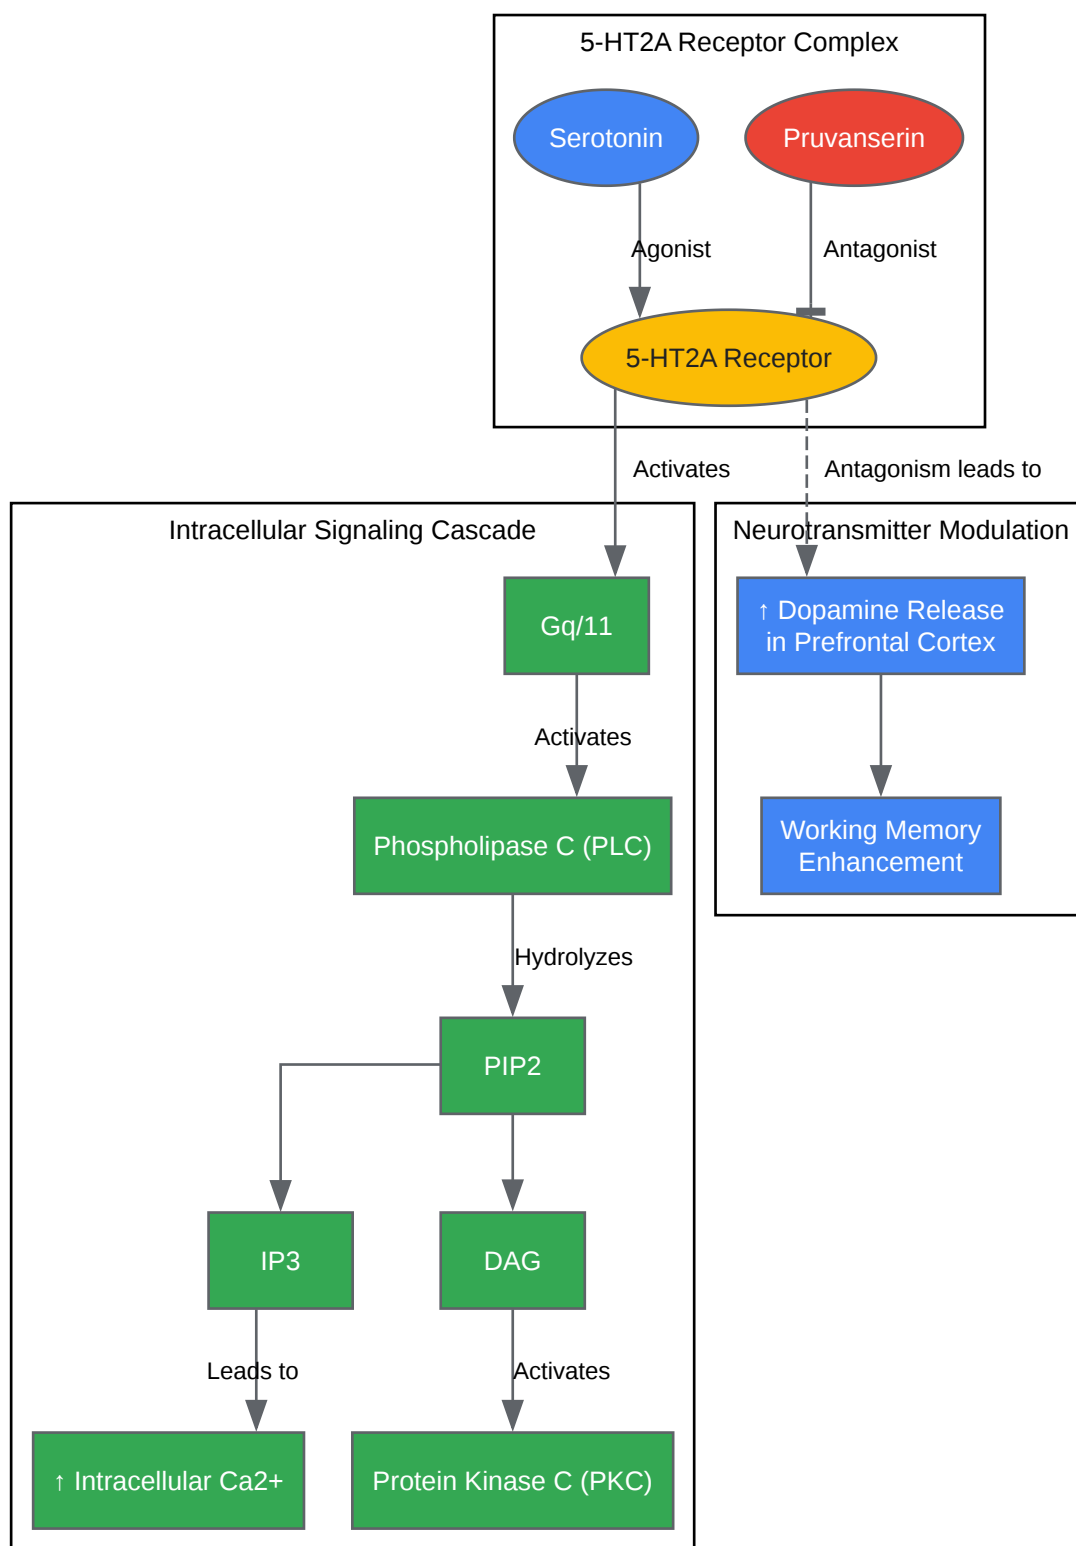 5-HT2A Receptor Complex
Serotonin
Pruvanserin
Agonist
Antagonist
5-HT2A Receptor
Activates
Antagonism leads to
Intracellular Signaling Cascade
Neurotransmitter Modulation
Gq/11
↑ Dopamine Release
in Prefrontal Cortex
Activates
Phospholipase C (PLC)
Working Memory
Enhancement
Hydrolyzes
PIP2
IP3
DAG
Leads to
Activates
↑ Intracellular Ca2+
Protein Kinase C (PKC)